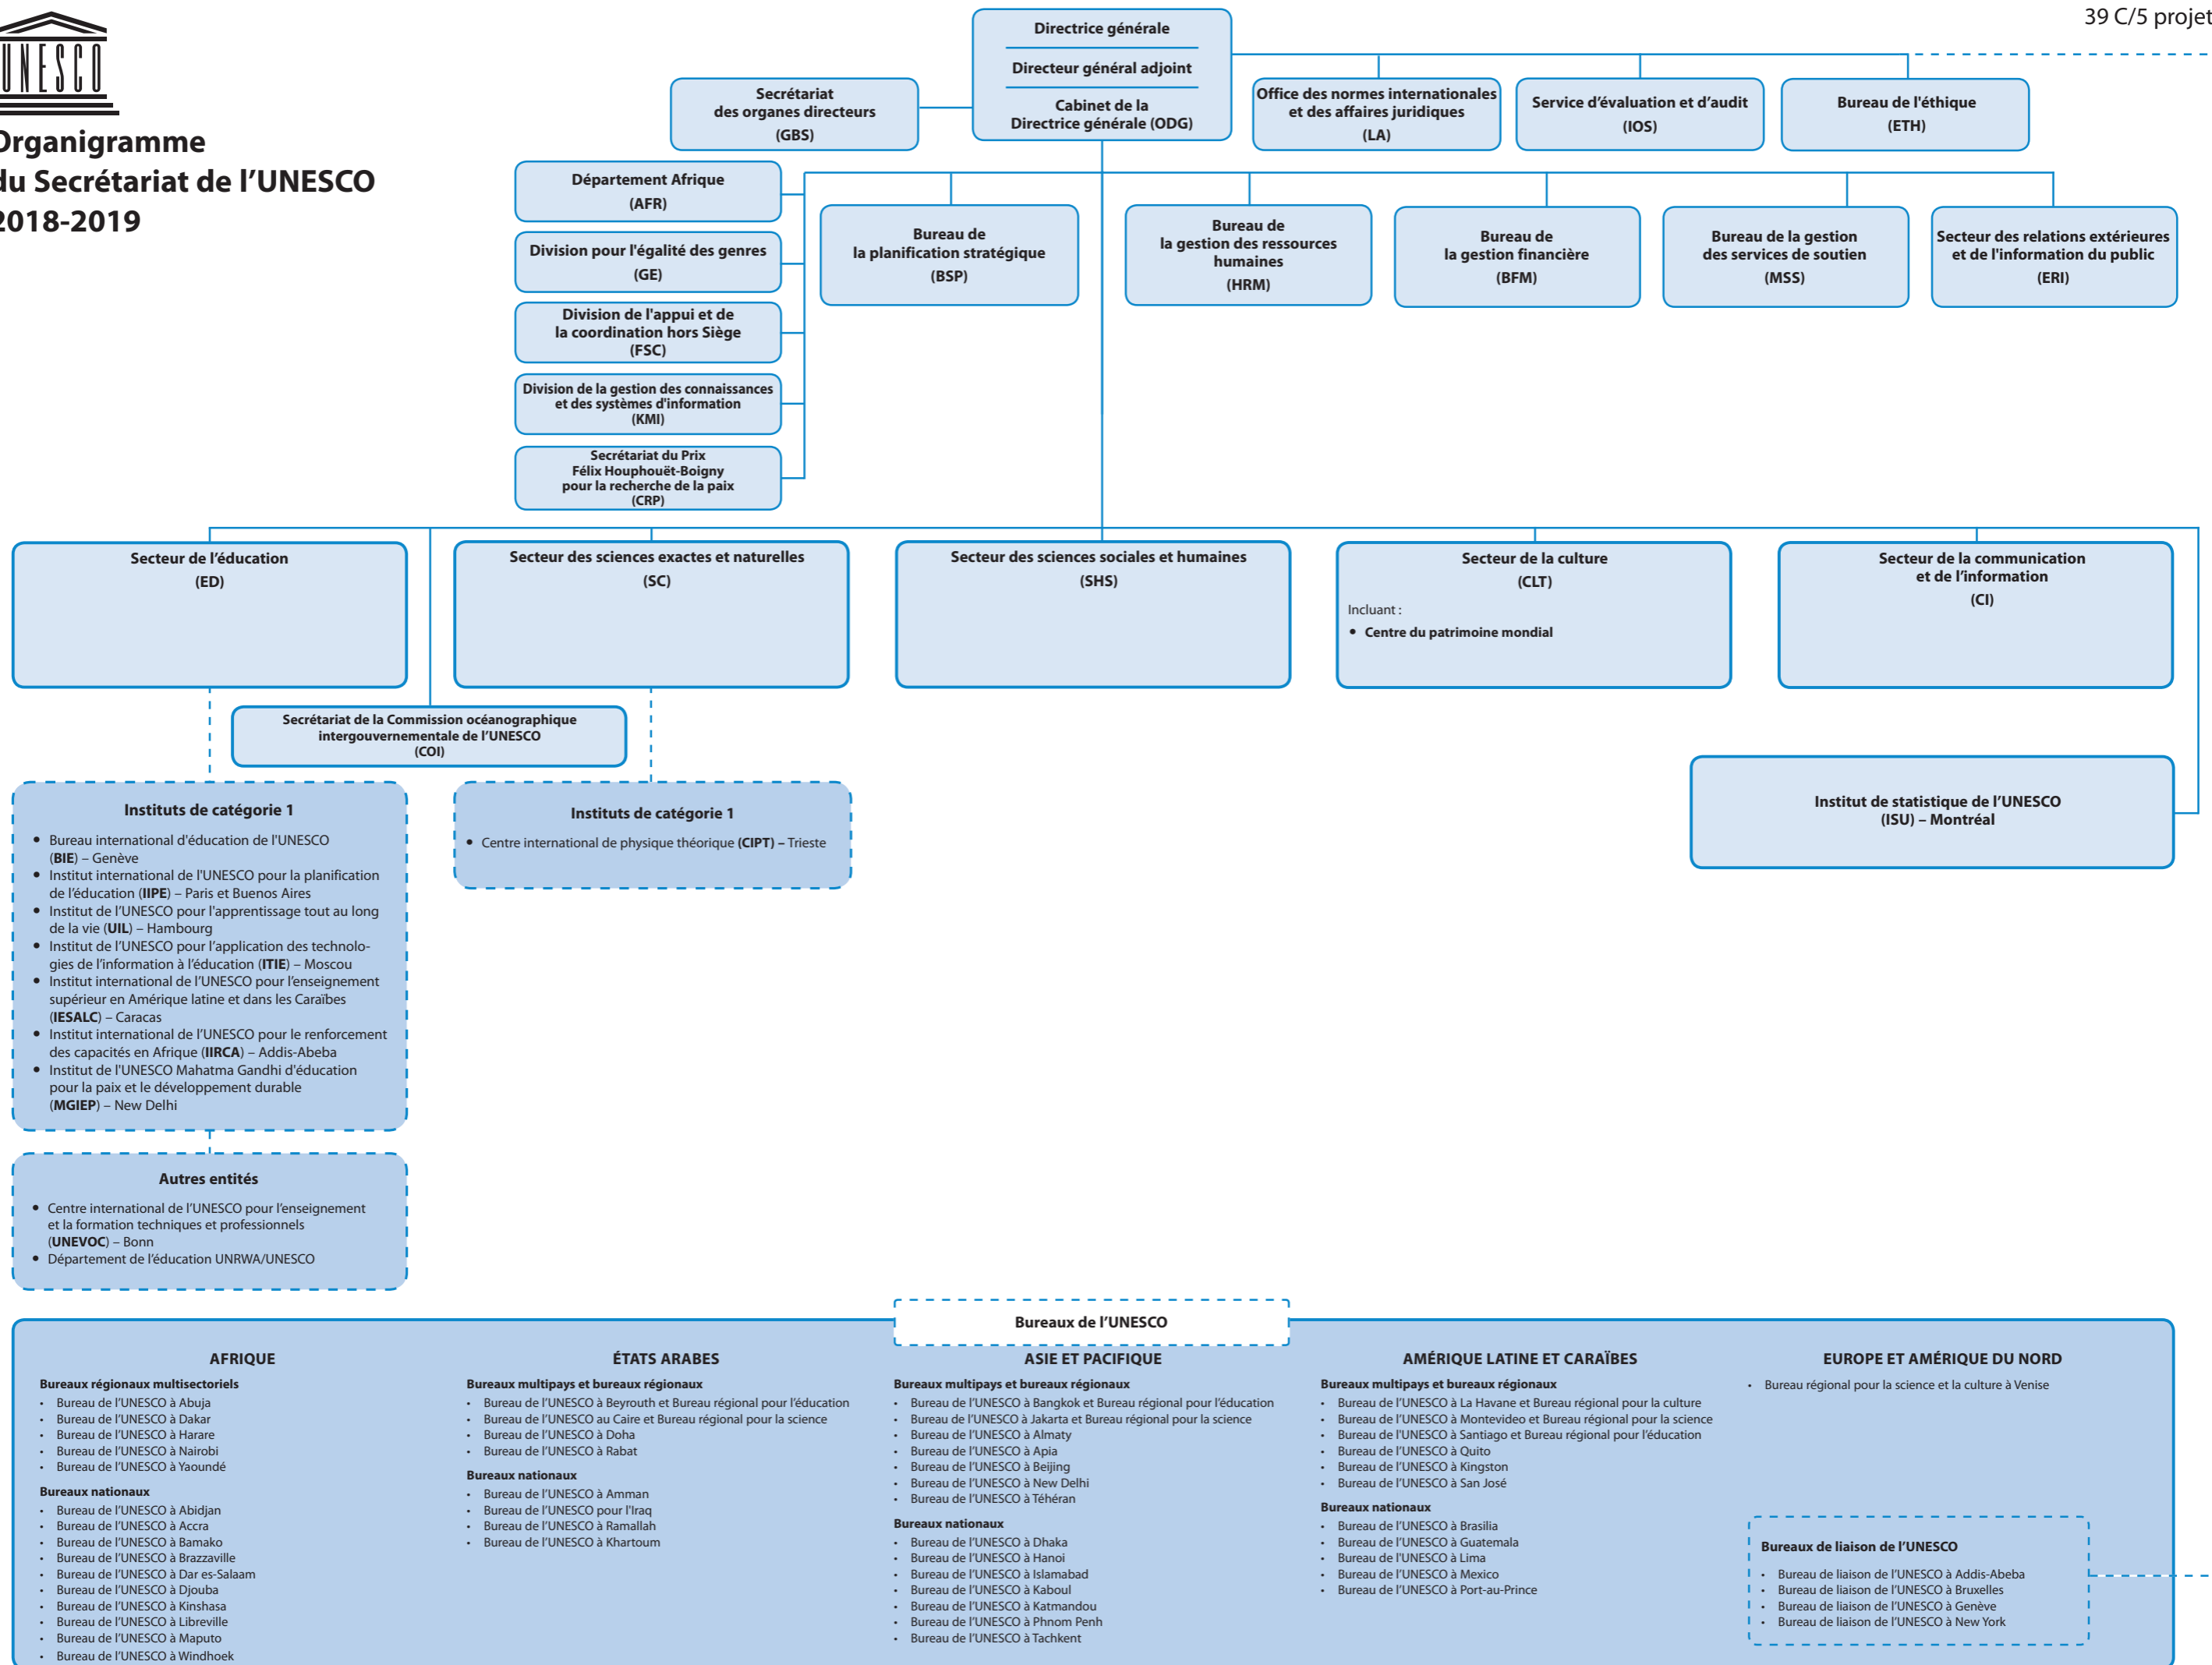 39 C/5 projet
UNESCO
Organigramme
du Secrétariat de l’UNESCO
2018-2019
Directrice générale
Directeur général adjoint
Cabinet de la
Directrice générale (ODG)
Secrétariat
des organes directeurs
(GBS)
Office des normes internationales
et des affaires juridiques
(LA)
Service d’évaluation et d’audit
(IOS)
Bureau de l'éthique
(ETH)
Département Afrique
(AFR)
Division pour l'égalité des genres
(GE)
Division de l'appui et de
la coordination hors Siège
(FSC)
Division de la gestion des connaissances
et des systèmes d'information
(KMI)
Secrétariat du Prix
Félix Houphouët-Boigny
pour la recherche de la paix
(CRP)
Bureau de
la planification stratégique
(BSP)
Bureau de
la gestion des ressources
humaines
(HRM)
Bureau de
la gestion financière
(BFM)
Bureau de la gestion
des services de soutien
(MSS)
Secteur des relations extérieures
et de l'information du public
(ERI)
Secteur de l’éducation
(ED)
Secteur des sciences exactes et naturelles
(SC)
Secteur des sciences sociales et humaines
(SHS)
Secteur de la culture
(CLT)
Incluant :
• Centre du patrimoine mondial
Secteur de la communication
et de l’information
(CI)
Secrétariat de la Commission océanographique
intergouvernementale de l’UNESCO
(COI)
Instituts de catégorie 1
• Bureau international d'éducation de l'UNESCO
(BIE) – Genève
• Institut international de l'UNESCO pour la planification
de l’éducation (IIPE) – Paris et Buenos Aires
• Institut de l’UNESCO pour l'apprentissage tout au long
de la vie (UIL) – Hambourg
• Institut de l’UNESCO pour l’application des technolo-
gies de l’information à l’éducation (ITIE) – Moscou
• Institut international de l’UNESCO pour l’enseignement
supérieur en Amérique latine et dans les Caraïbes
(IESALC) – Caracas
• Institut international de l’UNESCO pour le renforcement
des capacités en Afrique (IIRCA) – Addis-Abeba
• Institut de l'UNESCO Mahatma Gandhi d'éducation
pour la paix et le développement durable
(MGIEP) – New Delhi
Instituts de catégorie 1
• Centre international de physique théorique (CIPT) – Trieste
Institut de statistique de l’UNESCO
(ISU) – Montréal
Autres entités
• Centre international de l’UNESCO pour l’enseignement
et la formation techniques et professionnels
(UNEVOC) – Bonn
• Département de l’éducation UNRWA/UNESCO
Bureaux de l’UNESCO
AFRIQUE
Bureaux régionaux multisectoriels
• Bureau de l’UNESCO à Abuja
• Bureau de l’UNESCO à Dakar
• Bureau de l’UNESCO à Harare
• Bureau de l’UNESCO à Nairobi
• Bureau de l’UNESCO à Yaoundé
Bureaux nationaux
• Bureau de l’UNESCO à Abidjan
• Bureau de l’UNESCO à Accra
• Bureau de l’UNESCO à Bamako
• Bureau de l’UNESCO à Brazzaville
• Bureau de l’UNESCO à Dar es-Salaam
• Bureau de l’UNESCO à Djouba
• Bureau de l’UNESCO à Kinshasa
• Bureau de l’UNESCO à Libreville
• Bureau de l’UNESCO à Maputo
• Bureau de l’UNESCO à Windhoek
ÉTATS ARABES
Bureaux multipays et bureaux régionaux
• Bureau de l’UNESCO à Beyrouth et Bureau régional pour l’éducation
• Bureau de l’UNESCO au Caire et Bureau régional pour la science
• Bureau de l’UNESCO à Doha
• Bureau de l’UNESCO à Rabat
Bureaux nationaux
• Bureau de l’UNESCO à Amman
• Bureau de l’UNESCO pour l’Iraq
• Bureau de l’UNESCO à Ramallah
• Bureau de l’UNESCO à Khartoum
ASIE ET PACIFIQUE
Bureaux multipays et bureaux régionaux
• Bureau de l’UNESCO à Bangkok et Bureau régional pour l’éducation
• Bureau de l’UNESCO à Jakarta et Bureau régional pour la science
• Bureau de l’UNESCO à Almaty
• Bureau de l’UNESCO à Apia
• Bureau de l’UNESCO à Beijing
• Bureau de l’UNESCO à New Delhi
• Bureau de l’UNESCO à Téhéran
Bureaux nationaux
• Bureau de l’UNESCO à Dhaka
• Bureau de l’UNESCO à Hanoi
• Bureau de l’UNESCO à Islamabad
• Bureau de l’UNESCO à Kaboul
• Bureau de l’UNESCO à Katmandou
• Bureau de l’UNESCO à Phnom Penh
• Bureau de l’UNESCO à Tachkent
AMÉRIQUE LATINE ET CARAÏBES
Bureaux multipays et bureaux régionaux
• Bureau de l’UNESCO à La Havane et Bureau régional pour la culture
• Bureau de l’UNESCO à Montevideo et Bureau régional pour la science
• Bureau de l'UNESCO à Santiago et Bureau régional pour l’éducation
• Bureau de l’UNESCO à Quito
• Bureau de l’UNESCO à Kingston
• Bureau de l’UNESCO à San José
Bureaux nationaux
• Bureau de l’UNESCO à Brasilia
• Bureau de l’UNESCO à Guatemala
• Bureau de l’UNESCO à Lima
• Bureau de l’UNESCO à Mexico
• Bureau de l’UNESCO à Port-au-Prince
EUROPE ET AMÉRIQUE DU NORD
• Bureau régional pour la science et la culture à Venise
Bureaux de liaison de l’UNESCO
• Bureau de liaison de l’UNESCO à Addis-Abeba
• Bureau de liaison de l’UNESCO à Bruxelles
• Bureau de liaison de l’UNESCO à Genève
• Bureau de liaison de l’UNESCO à New York